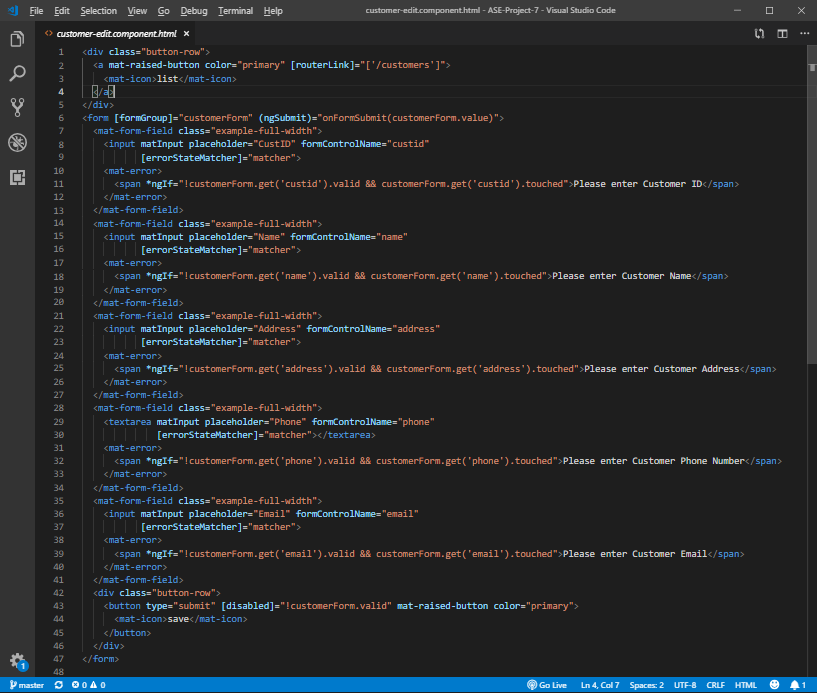 File Edit Selection View Go Debug Terminal Help customer-edit.component.html - ASE-Project-7 - Visual Studio Code
customer-edit.component.html
1 <div class="button-row">
2 <a mat-raised-button color="primary" [routerLink]="['/customers']">
3 <mat-icon>list</mat-icon>
4 </a>
5 </div>
6 <form [formGroup]="customerForm" (ngSubmit)="onFormSubmit(customerForm.value)">
7 <mat-form-field class="example-full-width">
8 <input matInput placeholder="CustID" formControlName="custid"
9 [errorStateMatcher]="matcher">
10 <mat-error>
11 <span *ngIf="!customerForm.get('custid').valid && customerForm.get('custid').touched">Please enter Customer ID</span>
12 </mat-error>
13 </mat-form-field>
14 <mat-form-field class="example-full-width">
15 <input matInput placeholder="Name" formControlName="name"
16 [errorStateMatcher]="matcher">
17 <mat-error>
18 <span *ngIf="!customerForm.get('name').valid && customerForm.get('name').touched">Please enter Customer Name</span>
19 </mat-error>
20 </mat-form-field>
21 <mat-form-field class="example-full-width">
22 <input matInput placeholder="Address" formControlName="address"
23 [errorStateMatcher]="matcher">
24 <mat-error>
25 <span *ngIf="!customerForm.get('address').valid && customerForm.get('address').touched">Please enter Customer Address</span>
26 </mat-error>
27 </mat-form-field>
28 <mat-form-field class="example-full-width">
29 <textarea matInput placeholder="Phone" formControlName="phone"
30 [errorStateMatcher]="matcher"></textarea>
31 <mat-error>
32 <span *ngIf="!customerForm.get('phone').valid && customerForm.get('phone').touched">Please enter Customer Phone Number</span>
33 </mat-error>
34 </mat-form-field>
35 <mat-form-field class="example-full-width">
36 <input matInput placeholder="Email" formControlName="email"
37 [errorStateMatcher]="matcher">
38 <mat-error>
39 <span *ngIf="!customerForm.get('email').valid && customerForm.get('email').touched">Please enter Customer Email</span>
40 </mat-error>
41 </mat-form-field>
42 <div class="button-row">
43 <button type="submit" [disabled]="!customerForm.valid" mat-raised-button color="primary">
44 <mat-icon>save</mat-icon>
45 </button>
46 </div>
47 </form>
48
1
master 0 0 Go Live Ln 4, Col 7 Spaces: 2 UTF-8 CRLF HTML 1